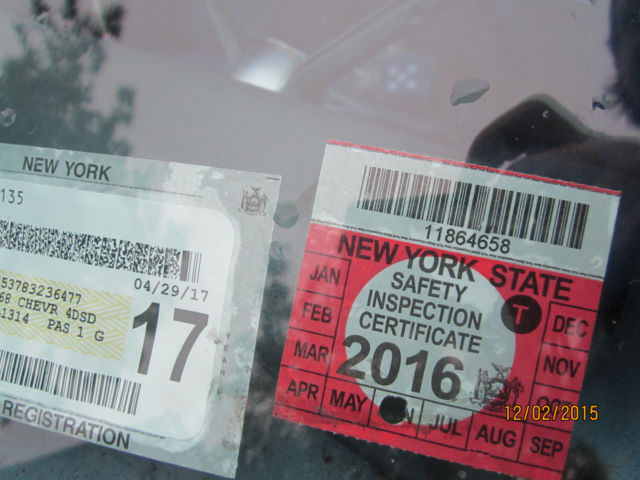 NEW YORK
135
04/29/17
53783236477
68 CHEVR 4DSD
1314 PAS 1 G
17
REGISTRATION
11864658
NEW YORK STATE
SAFETY
INSPECTION
CERTIFICATE
2016
T
JAN
FEB
MAR
APR
MAY
JUL
AUG
SEP
NOV
DEC
12/02/2015